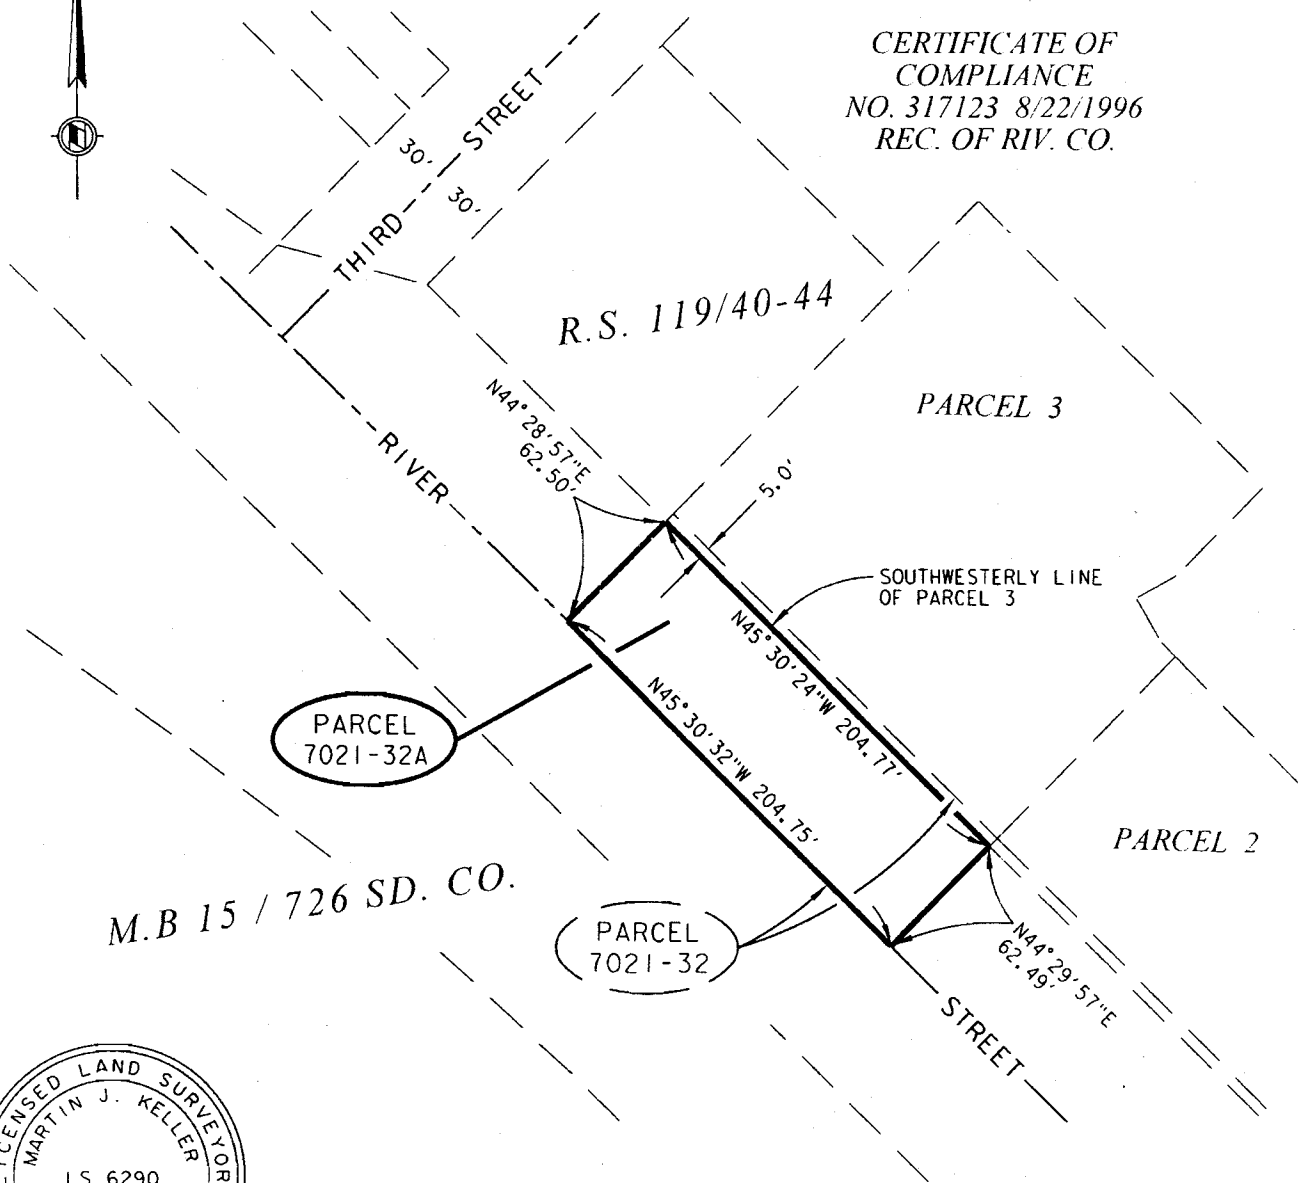 CERTIFICATE OF
COMPLIANCE
NO. 317123 8/22/1996
REC. OF RIV. CO.
THIRD STREET
30'
30'
R.S. 119/40-44
PARCEL 3
N44°28'57"E
62.50'
RIVER STREET
5.0'
SOUTHWESTERLY LINE
OF PARCEL 3
N45°30'24"W 204.77'
N45°30'32"W 204.75'
PARCEL
7021-32A
PARCEL 2
M.B 15 / 726 SD. CO.
PARCEL
7021-32
N44°29'57"E
62.49'
LAND SURVEYOR
MARTIN J. KELLER
LS 6290